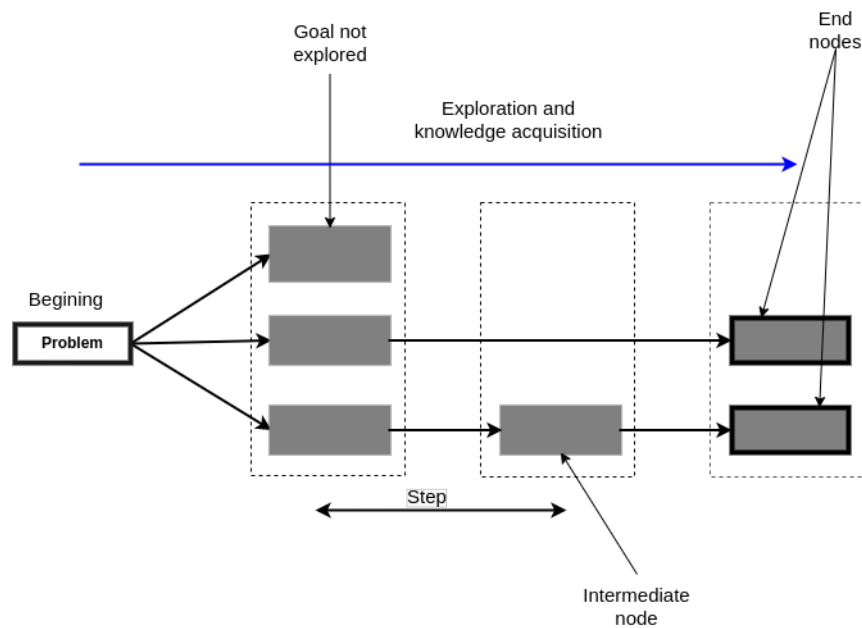 End
nodes
Goal not
explored
Exploration and
knowledge acquisition
Begining
Problem
Step
Intermediate
node